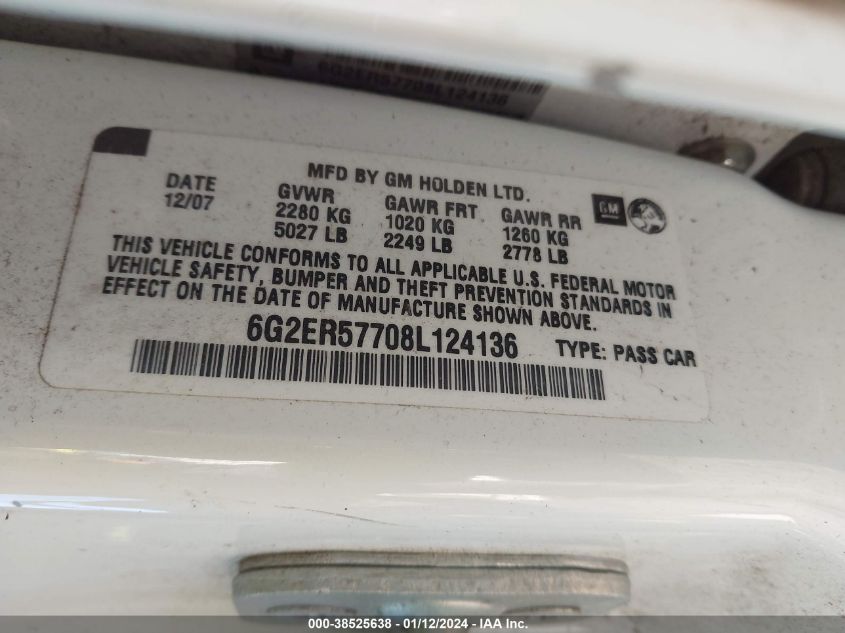 6G2ER57708L124136
MFD BY GM HOLDEN LTD.
DATE GVWR GAWR FRT GAWR RR GM
12/07 2280 KG 1020 KG 1260 KG
5027 LB 2249 LB 2778 LB
THIS VEHICLE CONFORMS TO ALL APPLICABLE U.S. FEDERAL MOTOR
VEHICLE SAFETY, BUMPER AND THEFT PREVENTION STANDARDS IN
EFFECT ON THE DATE OF MANUFACTURE SHOWN ABOVE.
6G2ER57708L124136 TYPE: PASS CAR
000-38525638 - 01/12/2024 - IAA Inc.